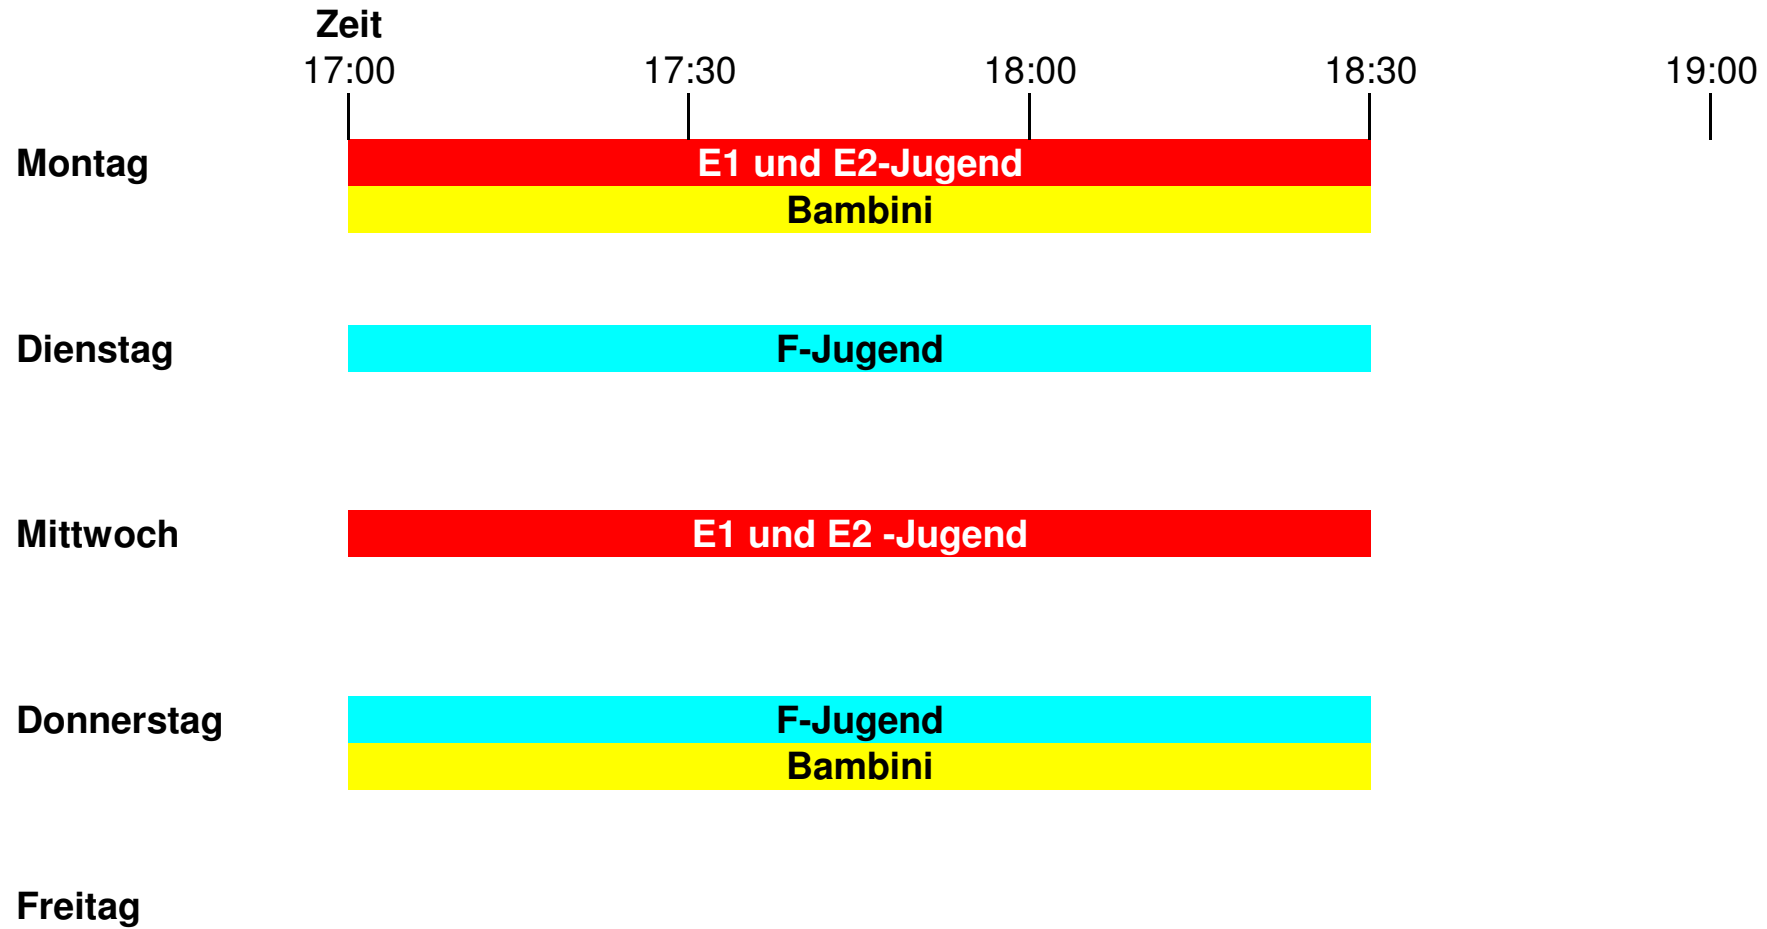 Zeit
17:00 17:30 18:00 18:30 19:00
Montag E1 und E2-Jugend
Bambini
Dienstag F-Jugend
Mittwoch E1 und E2 -Jugend
Donnerstag F-Jugend
Bambini
Freitag